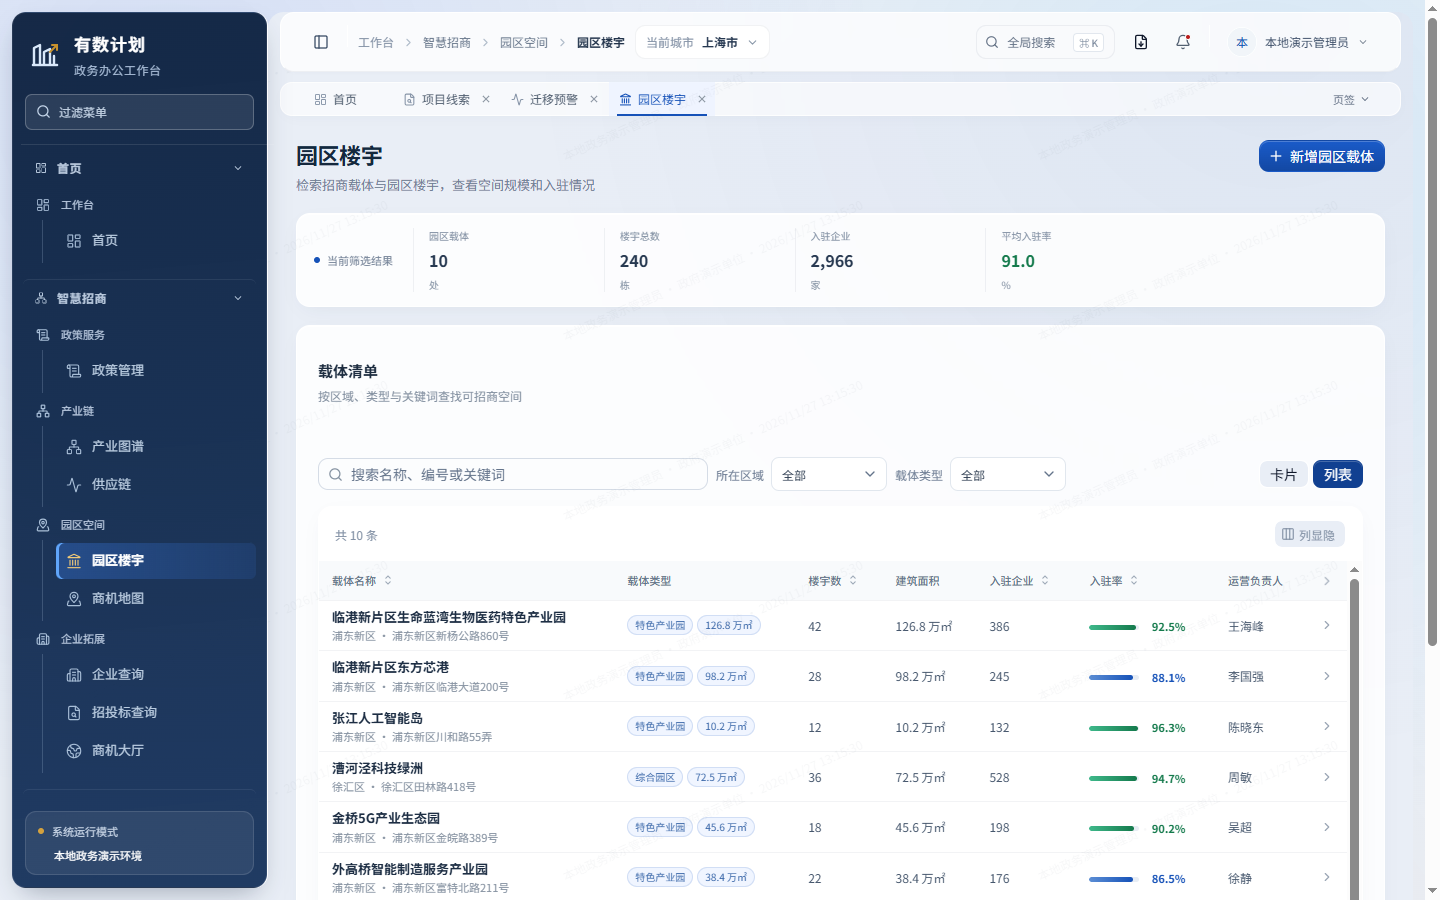 有数计划
政务办公工作台
过滤菜单
首页
工作台
首页
智慧招商
政策服务
政策管理
产业链
产业图谱
供应链
园区空间
园区楼宇
商机地图
企业拓展
企业查询
招投标查询
商机大厅
系统运行模式
本地政务演示环境
工作台 > 智慧招商 > 园区空间 > 园区楼宇 当前城市 上海市
全局搜索 ⌘K
本 本地演示管理员
首页 项目线索 × 迁移预警 × 园区楼宇 × 页签
园区楼宇
检索招商载体与园区楼宇，查看空间规模和入驻情况
+ 新增园区载体
当前筛选结果
园区载体 10 处
楼宇总数 240 栋
入驻企业 2,966 家
平均入驻率 91.0 %
载体清单
按区域、类型与关键词查找可招商空间
搜索名称、编号或关键词 所在区域 全部 载体类型 全部 卡片 列表
共 10 条 列显隐
载体名称 载体类型 楼宇数 建筑面积 入驻企业 入驻率 运营负责人
临港新片区生命蓝湾生物医药特色产业园
浦东新区 • 浦东新区新杨公路860号
特色产业园 126.8 万㎡ 42 126.8 万㎡ 386 92.5% 王海峰
临港新片区东方芯港
浦东新区 • 浦东新区临港大道200号
特色产业园 98.2 万㎡ 28 98.2 万㎡ 245 88.1% 李国强
张江人工智能岛
浦东新区 • 浦东新区川和路55弄
特色产业园 10.2 万㎡ 12 10.2 万㎡ 132 96.3% 陈晓东
漕河泾科技绿洲
徐汇区 • 徐汇区田林路418号
综合园区 72.5 万㎡ 36 72.5 万㎡ 528 94.7% 周敏
金桥5G产业生态园
浦东新区 • 浦东新区金皖路389号
特色产业园 45.6 万㎡ 18 45.6 万㎡ 198 90.2% 吴超
外高桥智能制造服务产业园
浦东新区 • 浦东新区富特北路211号
特色产业园 38.4 万㎡ 22 38.4 万㎡ 176 86.5% 徐静